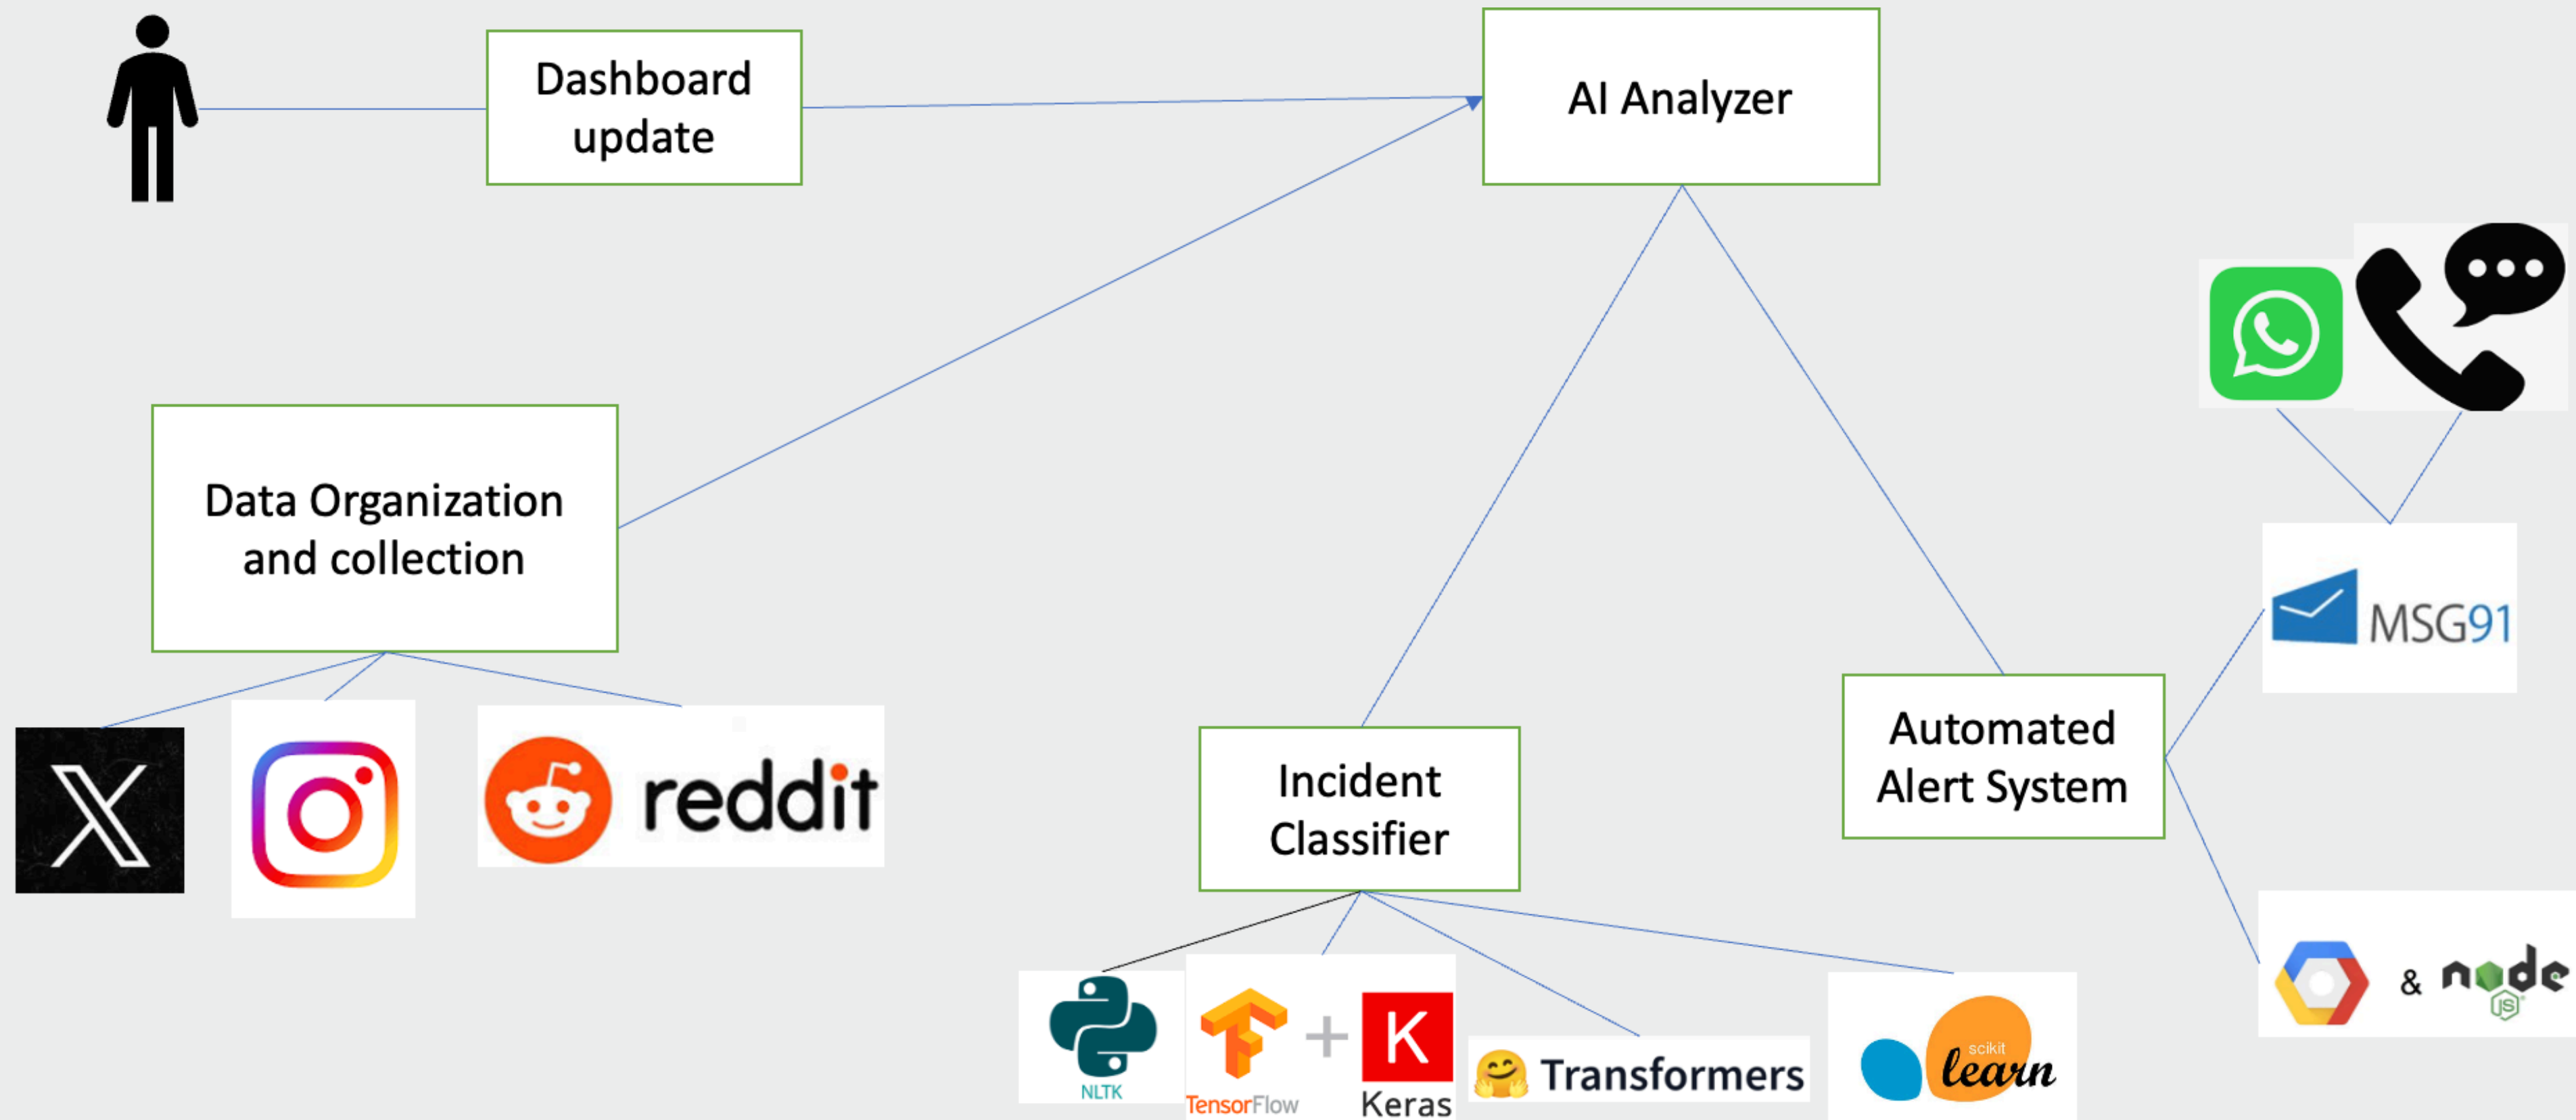 Dashboard
update
AI Analyzer
Data Organization
and collection
MSG91
Automated
Alert System
reddit
Incident
Classifier
& node
JS
NLTK
TensorFlow
+
K
Keras
Transformers
scikit
learn